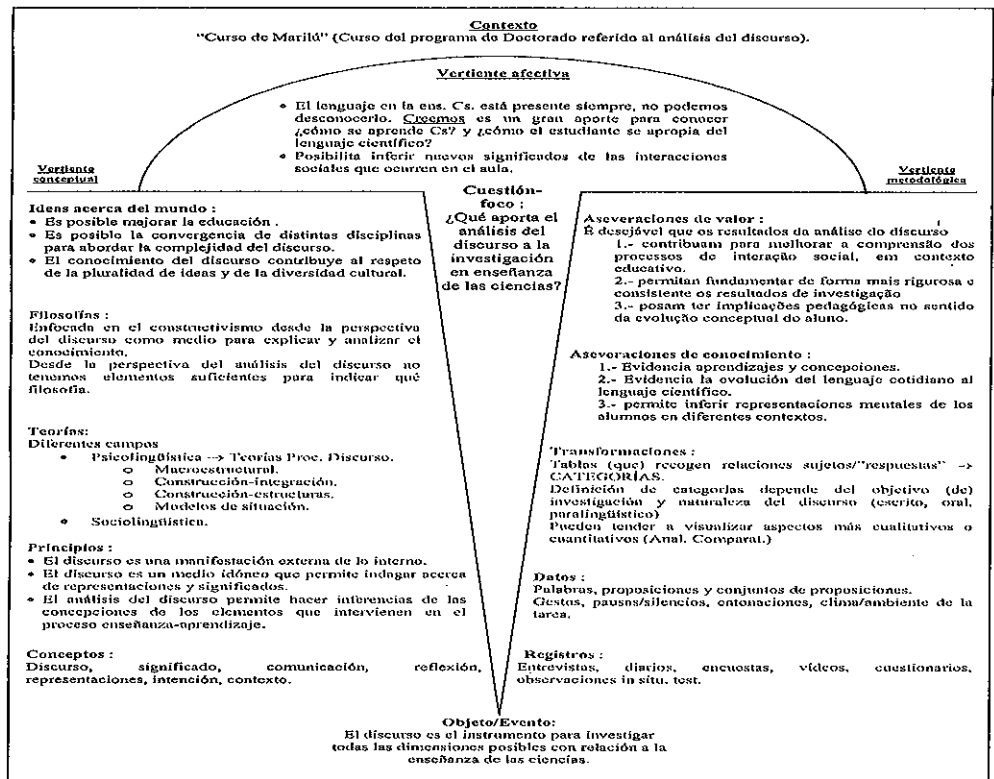 Contexto
"Curso de Marilú" (Curso del programa de Doctorado referido al análisis del discurso).
Vertiente afectiva
• El lenguaje en la ens. Cs. está presente siempre, no podemos
desconocerlo. Creemos es un gran aporte para conocer
¿cómo se aprende Cs? y ¿cómo el estudiante se apropia del
lenguaje científico?
• Posibilita inferir nuevos significados de las interacciones
sociales que ocurren en el aula.
Vertiente
conceptual
Ideas acerca del mundo :
• Es posible mejorar la educación .
• Es posible la convergencia de distintas disciplinas
para abordar la complejidad del discurso.
• El conocimiento del discurso contribuye al respeto
de la pluralidad de ideas y de la diversidad cultural.
Filosofías :
Enfocada en el constructivismo desde la perspectiva
del discurso como medio para explicar y analizar el
conocimiento.
Desde la perspectiva del análisis del discurso no
tenemos elementos suficientes para indicar qué
filosofía.
Teorías:
Diferentes campos
• Psicolingüística --> Teorías Proc. Discurso.
o Macroestructural.
o Construcción-integración.
o Construcción-estructuras.
o Modelos de situación.
• Sociolingüística.
Principios :
• El discurso es una manifestación externa de lo interno.
• El discurso es un medio idóneo que permite indagar acerca
de representaciones y significados.
• El análisis del discurso permite hacer inferencias de las
concepciones de los elementos que intervienen en el
proceso enseñanza-aprendizaje.
Conceptos :
Discurso, significado, comunicación, reflexión,
representaciones, intención, contexto.
Cuestión-
foco :
¿Qué aporta el
análisis del
discurso a la
investigación
en enseñanza
de las ciencias?
Vertiente
metodológica
Aseveraciones de valor :
É desejável que os resultados da análise do discurso
1.- contribuam para melhorar a comprensão dos
processos de interação social, em contexto
educativo.
2.- permitan fundamentar de forma mais rigurosa e
consistente os resultados de investigação
3.- posam ter implicações pedagógicas no sentido
da evolução conceptual do aluno.
Aseveraciones de conocimiento :
1.- Evidencia aprendizajes y concepciones.
2.- Evidencia la evolución del lenguaje cotidiano al
lenguaje científico.
3.- permite inferir representaciones mentales de los
alumnos en diferentes contextos.
Transformaciones :
Tablas (que) recogen relaciones sujetos/"respuestas" ->
CATEGORÍAS.
Definición de categorías depende del objetivo (de)
investigación y naturaleza del discurso (escrito, oral,
paralingüístico)
Pueden tender a visualizar aspectos más cualitativos o
cuantitativos (Anal. Comparat.)
Datos :
Palabras, proposiciones y conjuntos de proposiciones.
Gestos, pausas/silencios, entonaciones, clima/ambiente de la
tarea.
Registros :
Entrevistas, diarios, encuestas, vídeos, cuestionarios,
observaciones in situ, test.
Objeto/Evento:
El discurso es el instrumento para investigar
todas las dimensiones posibles con relación a la
enseñanza de las ciencias.